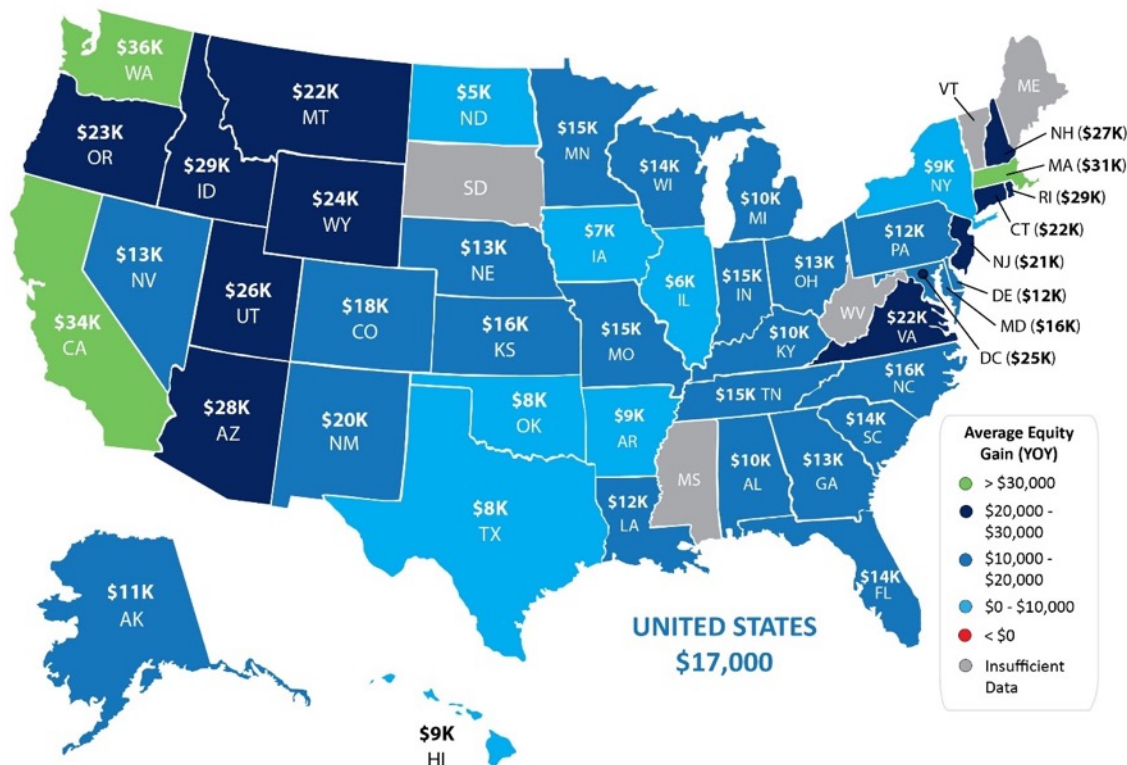 $36K
WA
$23K
OR
$29K
ID
$22K
MT
$24K
WY
$34K
CA
$13K
NV
$26K
UT
$18K
CO
$28K
AZ
$20K
NM
$5K
ND
SD
$13K
NE
$16K
KS
$8K
OK
$8K
TX
$15K
MN
$7K
IA
$15K
MO
$9K
AR
$12K
LA
$14K
WI
$6K
IL
$10K
MI
$15K
IN
$13K
OH
$10K
KY
$15K TN
MS
$10K
AL
$13K
GA
$14K
FL
$14K
SC
$16K
NC
$22K
VA
WV
$12K
PA
$9K
NY
VT
ME
NH ($27K)
MA ($31K)
RI ($29K)
CT ($22K)
NJ ($21K)
DE ($12K)
MD ($16K)
DC ($25K)
$11K
AK
$9K
HI
UNITED STATES
$17,000
Average Equity
Gain (YOY)
> $30,000
$20,000 -
$30,000
$10,000 -
$20,000
$0 - $10,000
< $0
Insufficient
Data